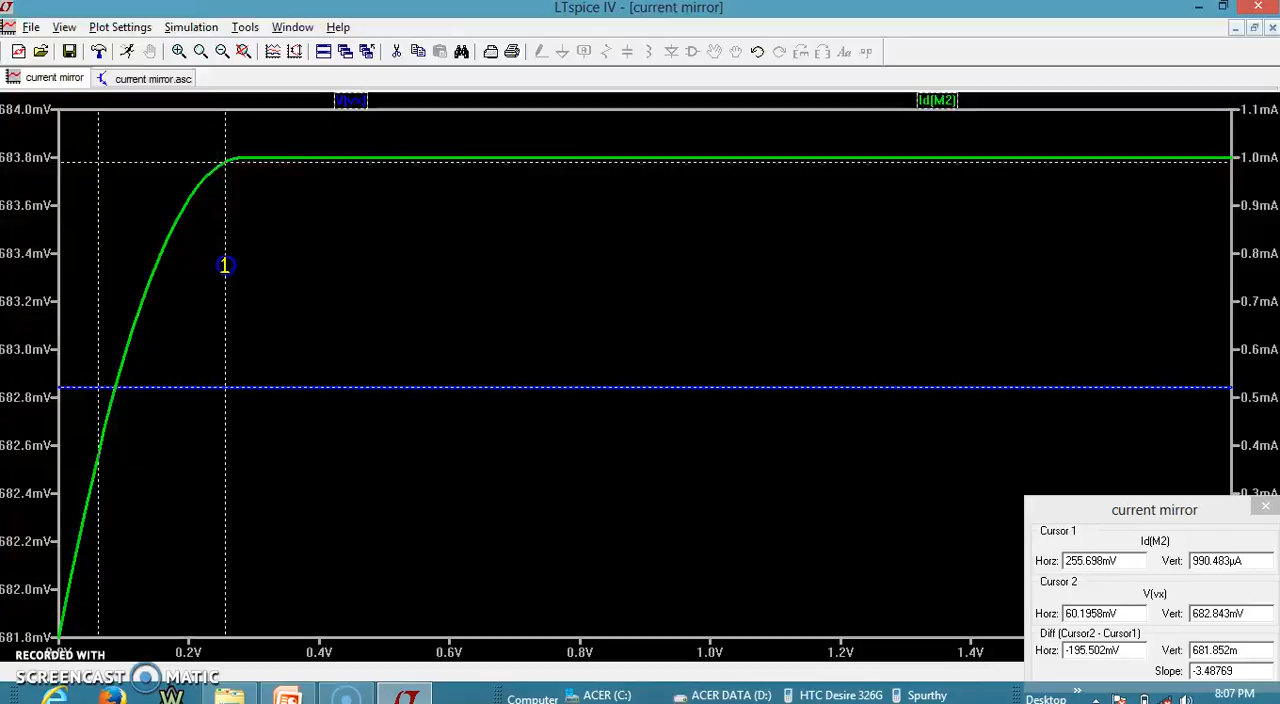 LTspice IV - [current mirror]
File View Plot Settings Simulation Tools Window Help
current mirror current mirror.asc
V(vx) Id(M2)
684.0mV 1.1mA
683.8mV 1.0mA
683.6mV 0.9mA
683.4mV 0.8mA
683.2mV 0.7mA
683.0mV 0.6mA
682.8mV 0.5mA
682.6mV 0.4mA
682.4mV 0.3mA
682.2mV
682.0mV
681.8mV
1
0.2V 0.4V 0.6V 0.8V 1.0V 1.2V 1.4V
current mirror
Cursor 1
Id(M2)
Horz: 255.698mV Vert: 990.483µA
Cursor 2
V(vx)
Horz: 60.1958mV Vert: 682.843mV
Diff (Cursor2 - Cursor1)
Horz: -195.502mV Vert: 681.852m
Slope: -3.48769
RECORDED WITH
SCREENCAST MATIC
Computer ACER (C:) ACER DATA (D:) HTC Desire 326G Spurthy Desktop 8:07 PM